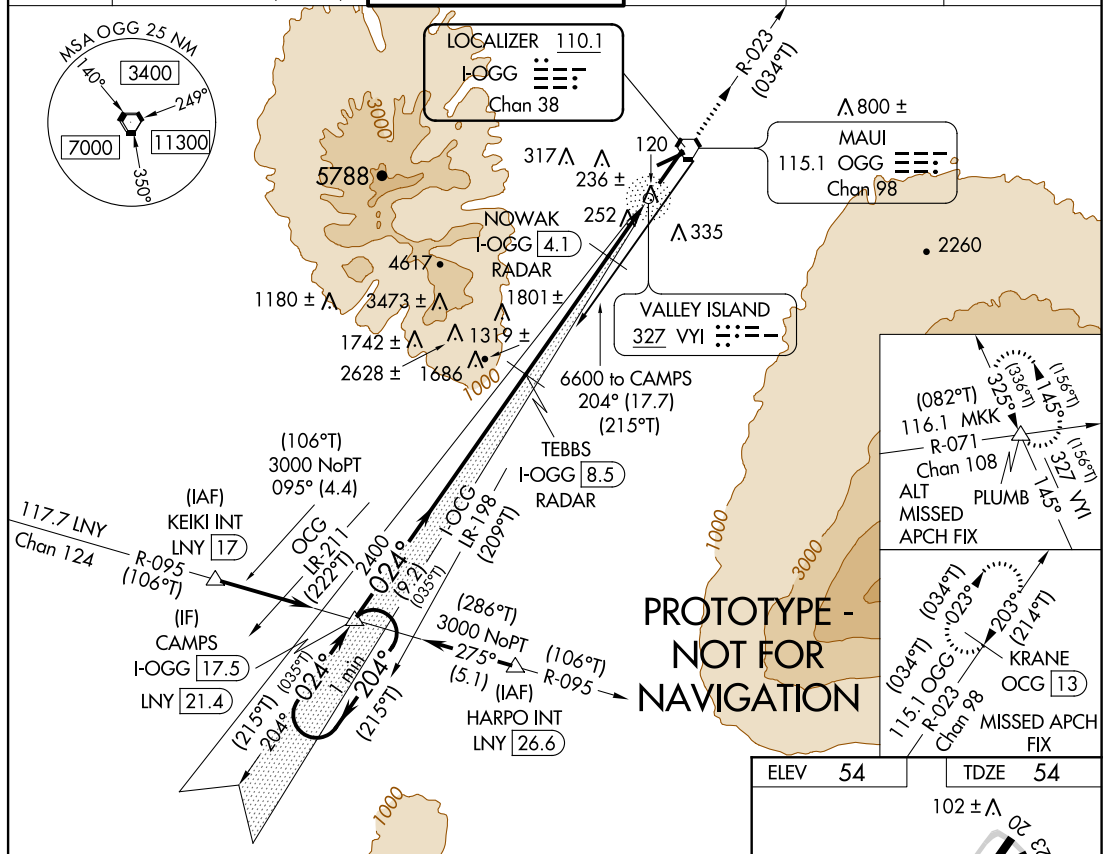 MSA OGG 25 NM
3400
140°
249°
7000
11300
350°
LOCALIZER 110.1
I-OGG
Chan 38
R-023
(034°T)
800 ±
MAUI
115.1 OGG
Chan 98
3000
5788
317
236 ±
120
252
335
2260
NOWAK
I-OGG 4.1
RADAR
4617
1180 ±
3473 ±
1801 ±
1742 ±
1319 ±
2628 ±
1686
1000
VALLEY ISLAND
327 VYI
6600 to CAMPS
204° (17.7)
(215°T)
TEBBS
I-OGG 8.5
RADAR
(106°T)
3000 NoPT
095° (4.4)
(IAF)
KEIKI INT
LNY 17
117.7 LNY
Chan 124
R-095
(106°T)
OCG
LR-211
(222°T)
2400
024°
(9.2)
(035°T)
I-OCG
LR-198
(209°T)
(IF)
CAMPS
I-OGG 17.5
LNY 21.4
(286°T)
3000 NoPT
275°
(5.1)
(106°T)
R-095
(IAF)
HARPO INT
LNY 26.6
(035°T)
024°
1 min
204°
(215°T)
204°
(215°T)
1000
1000
3000
PROTOTYPE -
NOT FOR
NAVIGATION
(082°T)
116.1 MKK
R-071
Chan 108
325°
(336°T)
145°
(156°T)
(156°T)
327 VYI
145°
PLUMB
ALT
MISSED
APCH FIX
(034°T)
023°
203°
(214°T)
(034°T)
115.1 OGG
R-023
Chan 98
KRANE
OCG 13
MISSED APCH
FIX
ELEV 54
TDZE 54
102 ±
20
23